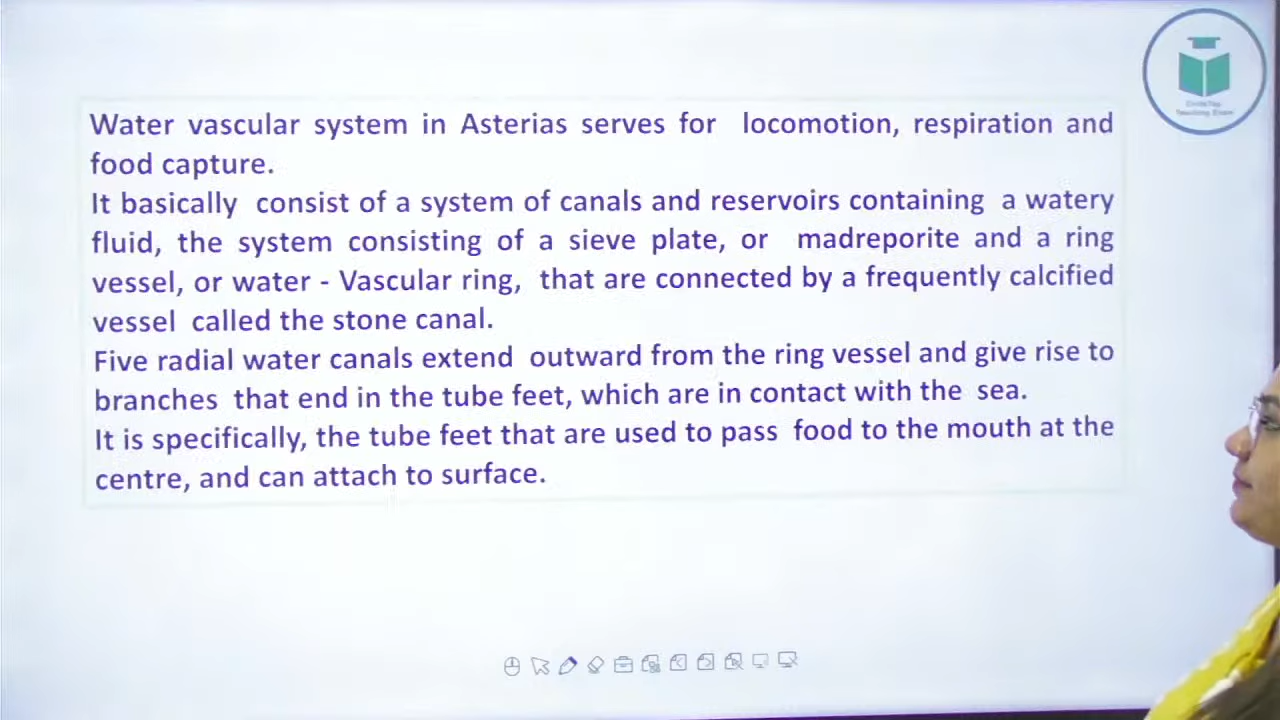 Water vascular system in Asterias serves for locomotion, respiration and
food capture.
It basically consist of a system of canals and reservoirs containing a watery
fluid, the system consisting of a sieve plate, or madreporite and a ring
vessel, or water - Vascular ring, that are connected by a frequently calcified
vessel called the stone canal.
Five radial water canals extend outward from the ring vessel and give rise to
branches that end in the tube feet, which are in contact with the sea.
It is specifically, the tube feet that are used to pass food to the mouth at the
centre, and can attach to surface.
Teaching Exam